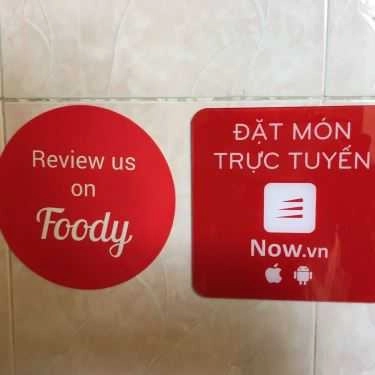 Review us
on
Foody
ĐẶT MÓN
TRỰC TUYẾN
Now.vn